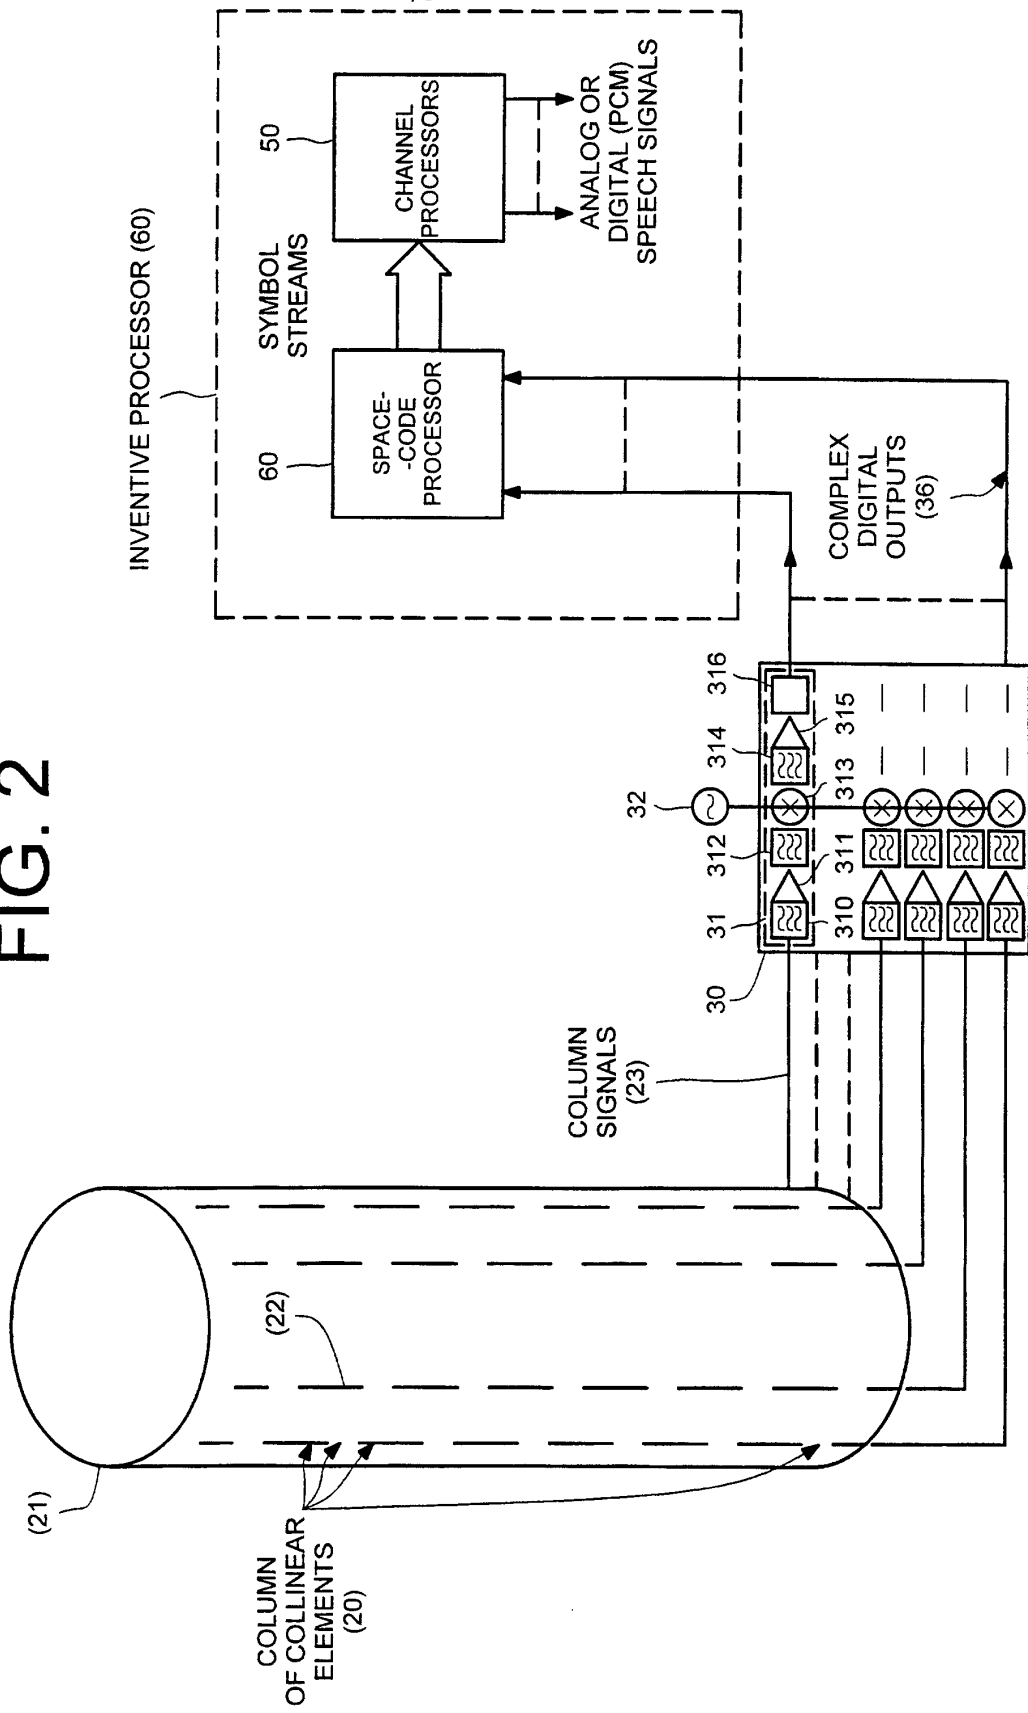 FIG. 2
INVENTIVE PROCESSOR (60)
SYMBOL
STREAMS
60
SPACE-
-CODE
PROCESSOR
50
CHANNEL
PROCESSORS
ANALOG OR
DIGITAL (PCM)
SPEECH SIGNALS
COMPLEX
DIGITAL
OUTPUTS
(36)
32
30
31
312
314
316
310
311
313
315
COLUMN
SIGNALS
(23)
(21)
(22)
COLUMN
OF COLLINEAR
ELEMENTS
(20)